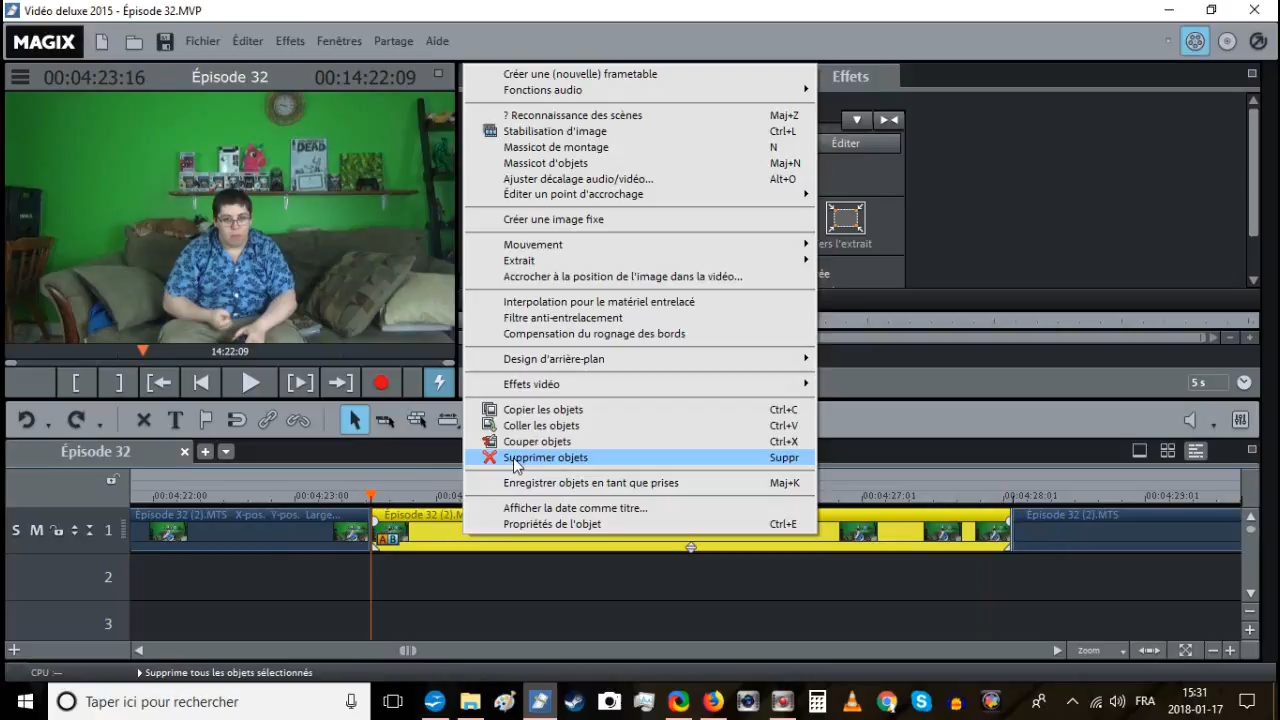 Vidéo deluxe 2015 - Épisode 32.MVP
MAGIX
Fichier Éditer Effets Fenêtres Partage Aide
00:04:23:16 Épisode 32 00:14:22:09
DEAD
14:22:09
Créer une (nouvelle) frametable
Fonctions audio
? Reconnaissance des scènes Maj+Z
Stabilisation d'image Ctrl+L
Massicot de montage N
Massicot d'objets Maj+N
Ajuster décalage audio/vidéo... Alt+O
Éditer un point d'accrochage
Créer une image fixe
Mouvement
Extrait
Accrocher à la position de l'image dans la vidéo...
Interpolation pour le matériel entrelacé
Filtre anti-entrelacement
Compensation du rognage des bords
Design d'arrière-plan
Effets vidéo
Copier les objets Ctrl+C
Coller les objets Ctrl+V
Couper objets Ctrl+X
Supprimer objets Suppr
Enregistrer objets en tant que prises Maj+K
Afficher la date comme titre...
Propriétés de l'objet Ctrl+E
Effets
Éditer
ers l'extrait
ée
5 s
Épisode 32
00:04:22:00 00:04:23:00 00:04:27:01 00:04:28:01 00:04:29:01
S M 1
Épisode 32 (2).MTS X-pos. Y-pos. Large...
Épisode 32 (2).M
Épisode 32 (2).MTS
A B
2
3
Zoom
CPU: — Supprime tous les objets sélectionnés
Taper ici pour rechercher
FRA
15:31
2018-01-17